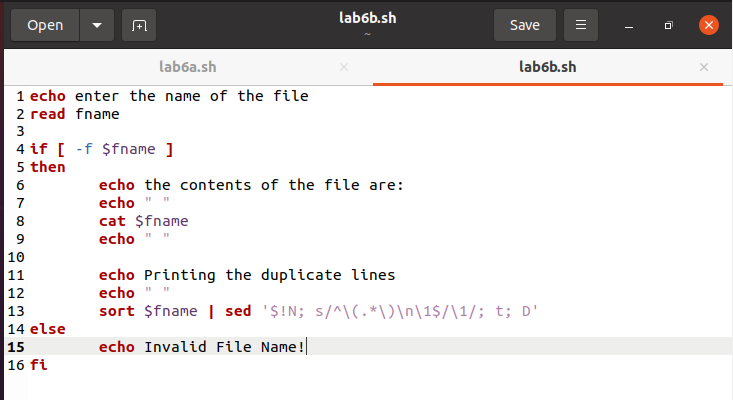 Open
lab6b.sh
~
Save
lab6a.sh ×
lab6b.sh ×
1 echo enter the name of the file
2 read fname
3
4 if [ -f $fname ]
5 then
6 echo the contents of the file are:
7 echo " "
8 cat $fname
9 echo " "
10
11 echo Printing the duplicate lines
12 echo " "
13 sort $fname | sed '$!N; s/^\(.*\)\n\1$/\1/; t; D'
14 else
15 echo Invalid File Name!
16 fi